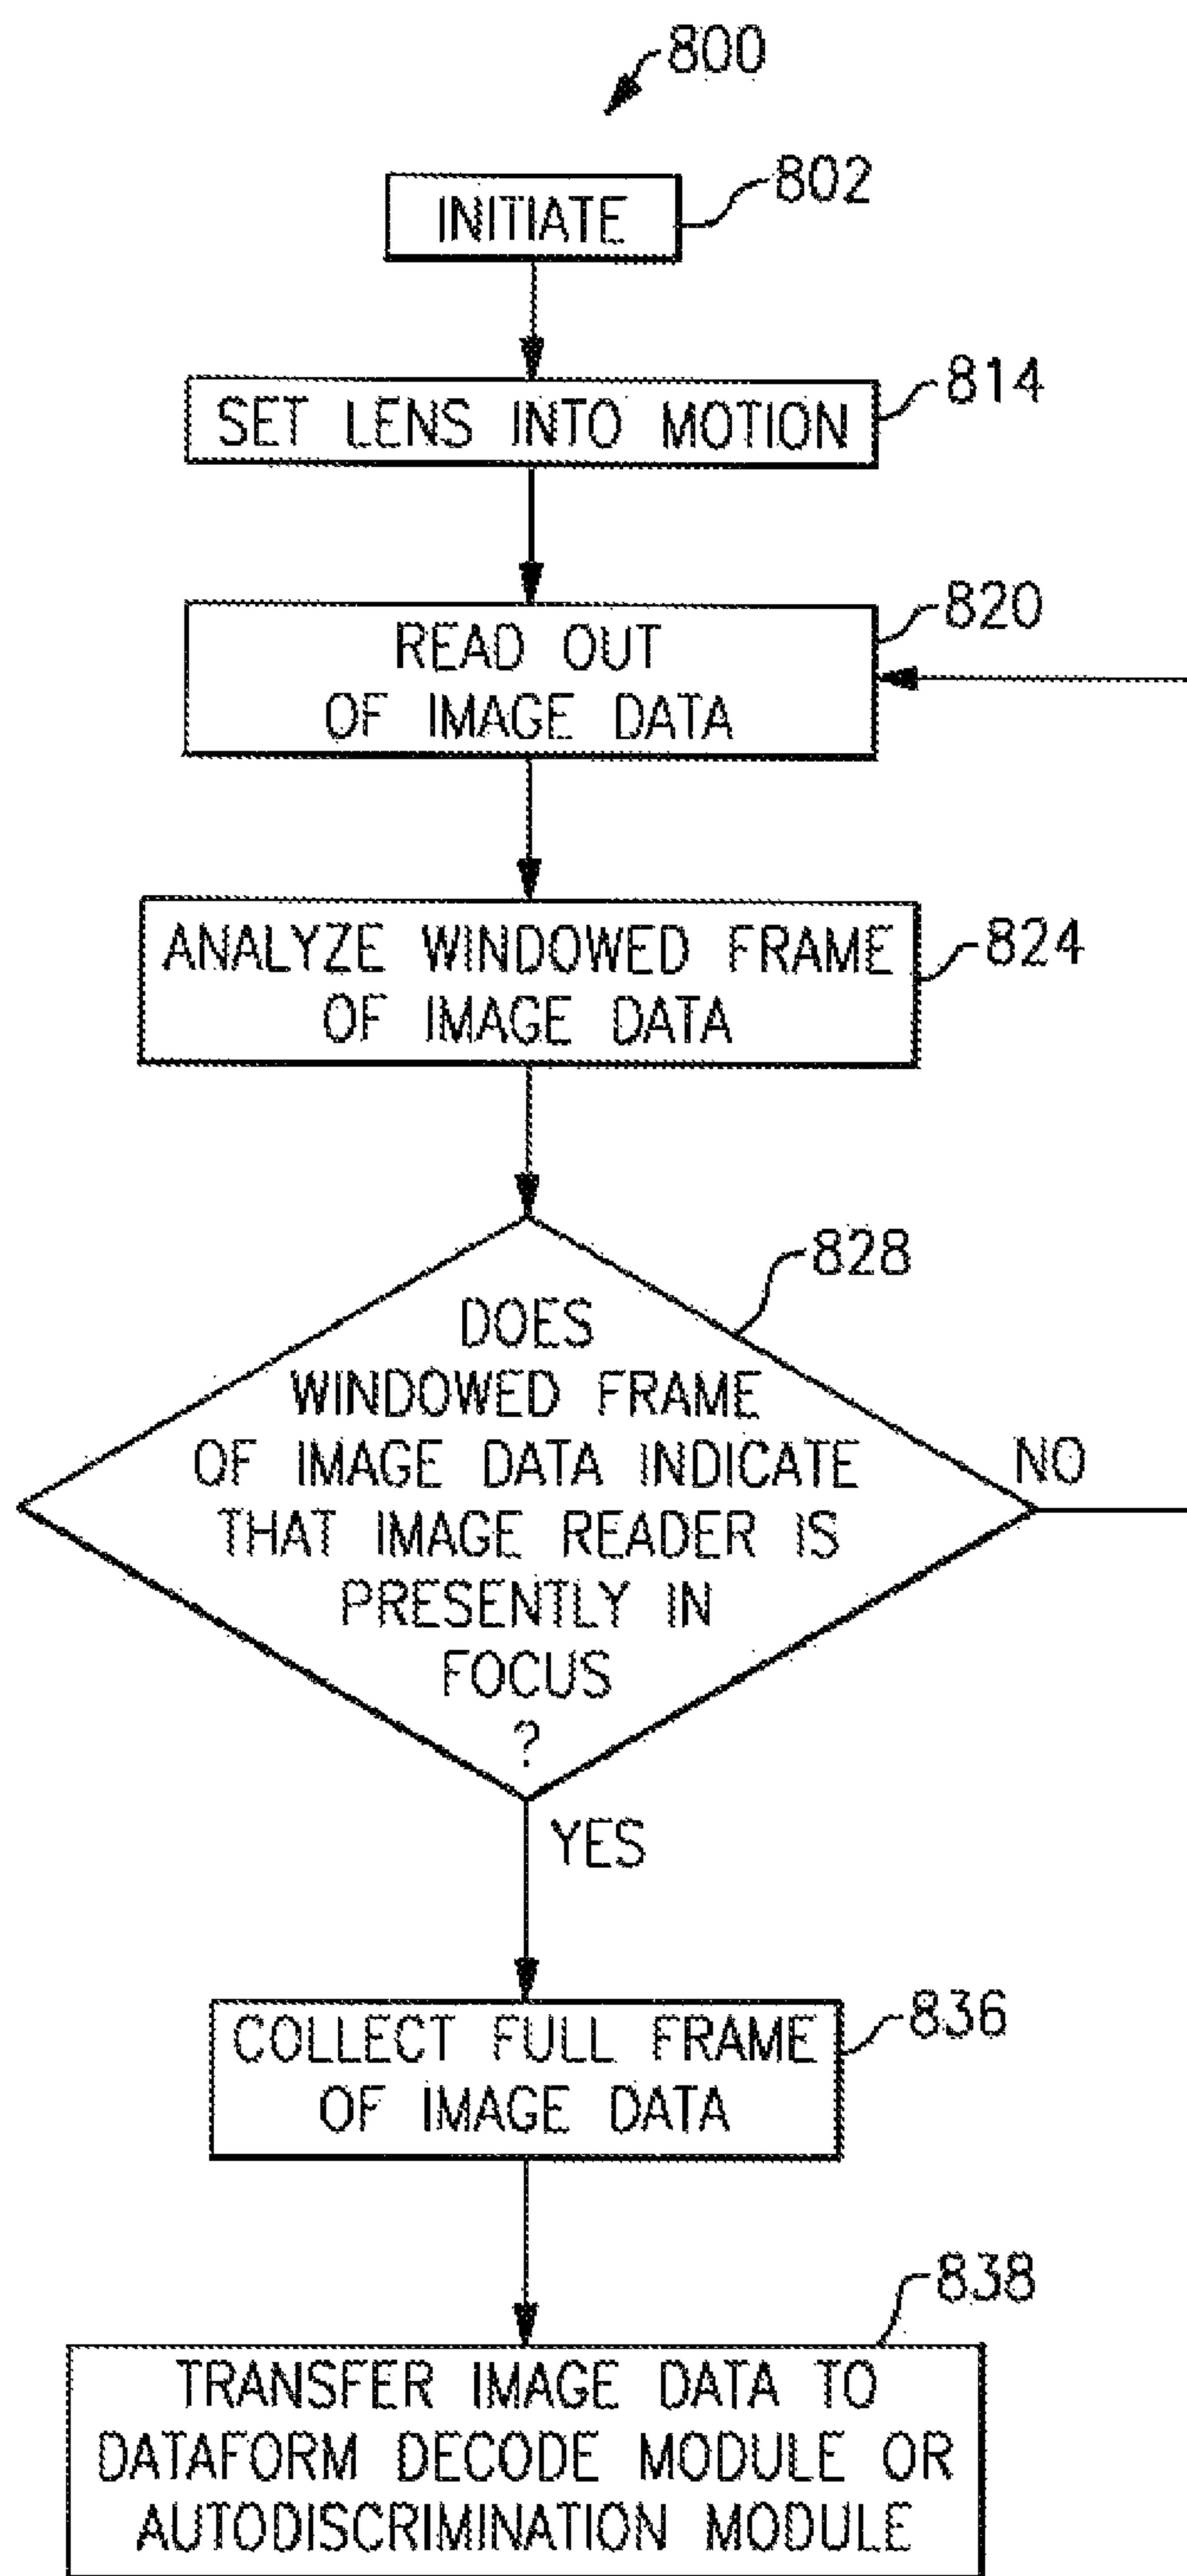 800
INITIATE
802
SET LENS INTO MOTION
814
READ OUT
OF IMAGE DATA
820
ANALYZE WINDOWED FRAME
OF IMAGE DATA
824
DOES
WINDOWED FRAME
OF IMAGE DATA INDICATE
THAT IMAGE READER IS
PRESENTLY IN
FOCUS
?
828
NO
YES
COLLECT FULL FRAME
OF IMAGE DATA
836
TRANSFER IMAGE DATA TO
DATAFORM DECODE MODULE OR
AUTODISCRIMINATION MODULE
838